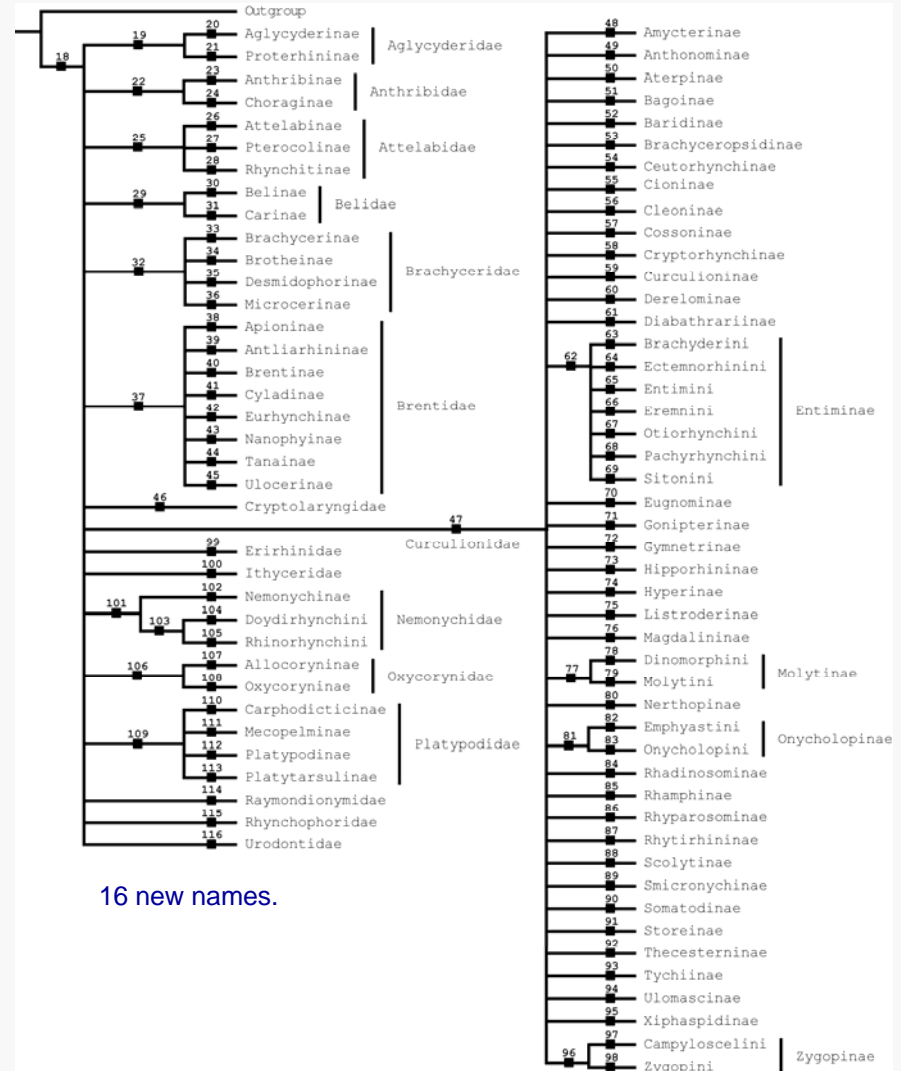 Outgroup
18
19
20
Aglycyderinae
21
Proterhininae
Aglycyderidae
22
23
Anthribinae
24
Choraginae
Anthribidae
25
26
Attelabinae
27
Pterocolinae
28
Rhynchitinae
Attelabidae
29
30
Belinae
31
Carinae
Belidae
32
33
Brachycerinae
34
Brotheinae
35
Desmidophorinae
36
Microcerinae
Brachyceridae
37
38
Apioninae
39
Antliarhininae
40
Brentinae
41
Cyladinae
42
Eurhynchinae
43
Nanophyinae
44
Tanainae
45
Ulocerinae
Brentidae
46
Cryptolaryngidae
47
Curculionidae
99
Erirhinidae
100
Ithyceridae
101
102
Nemonychinae
103
104
Doydirhynchini
105
Rhinorhynchini
Nemonychidae
106
107
Allocoryninae
108
Oxycoryninae
Oxycorynidae
109
110
Carphodicticinae
111
Mecopelminae
112
Platypodinae
113
Platytarsulinae
Platypodidae
114
Raymondionymidae
115
Rhynchophoridae
116
Urodontidae
16 new names.
48
Amycterinae
49
Anthonominae
50
Aterpinae
51
Bagoinae
52
Baridinae
53
Brachyceropsidinae
54
Ceutorhynchinae
55
Cioninae
56
Cleoninae
57
Cossoninae
58
Cryptorhynchinae
59
Curculioninae
60
Derelominae
61
Diabathrariinae
62
63
Brachyderini
64
Ectemnorhinini
65
Entimini
66
Eremnini
67
Otiorhynchini
68
Pachyrhynchini
69
Sitonini
Entiminae
70
Eugnominae
71
Gonipterinae
72
Gymnetrinae
73
Hipporhininae
74
Hyperinae
75
Listroderinae
76
Magdalininae
77
78
Dinomorphini
79
Molytini
Molytinae
80
Nerthopinae
81
82
Emphyastini
83
Onycholopini
Onycholopinae
84
Rhadinosominae
85
Rhamphinae
86
Rhyparosominae
87
Rhytirhininae
88
Scolytinae
89
Smicronychinae
90
Somatodinae
91
Storeinae
92
Thecesterninae
93
Tychiinae
94
Ulomascinae
95
Xiphaspidinae
96
97
Campyloscelini
98
Zygopini
Zygopinae